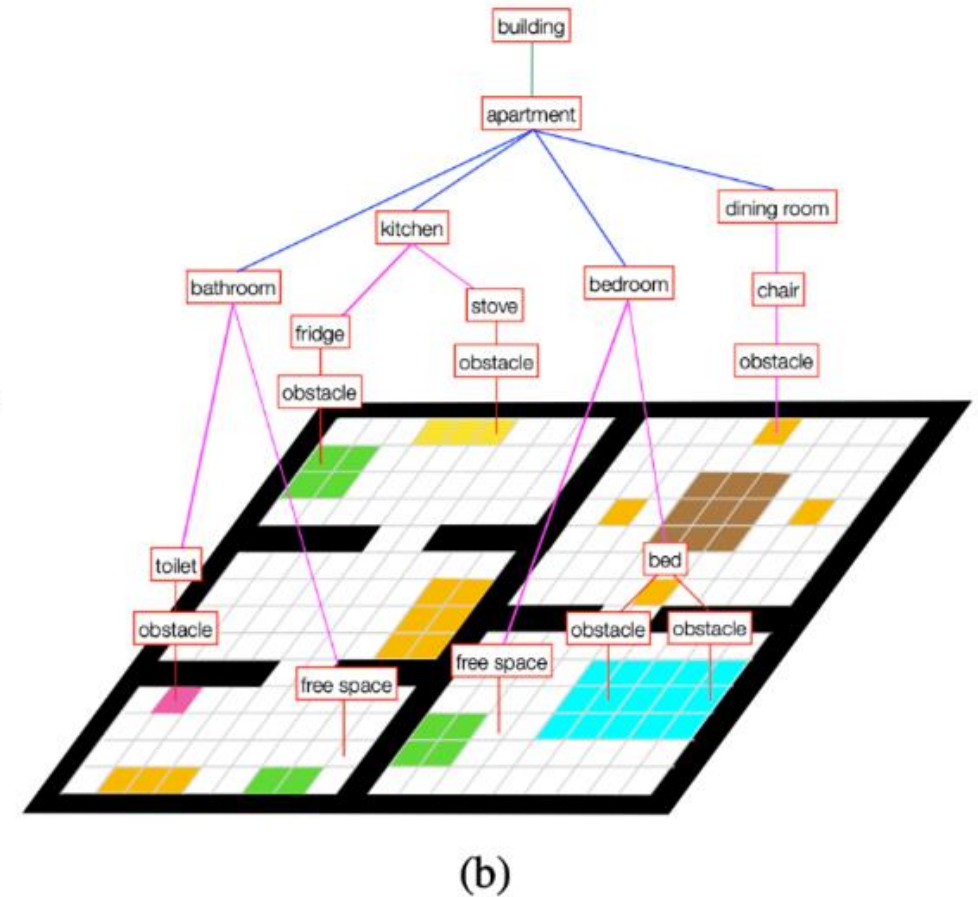 building
apartment
dining room
kitchen
bathroom
bedroom
chair
stove
fridge
obstacle
obstacle
obstacle
toilet
bed
obstacle
obstacle
obstacle
free space
free space
(b)